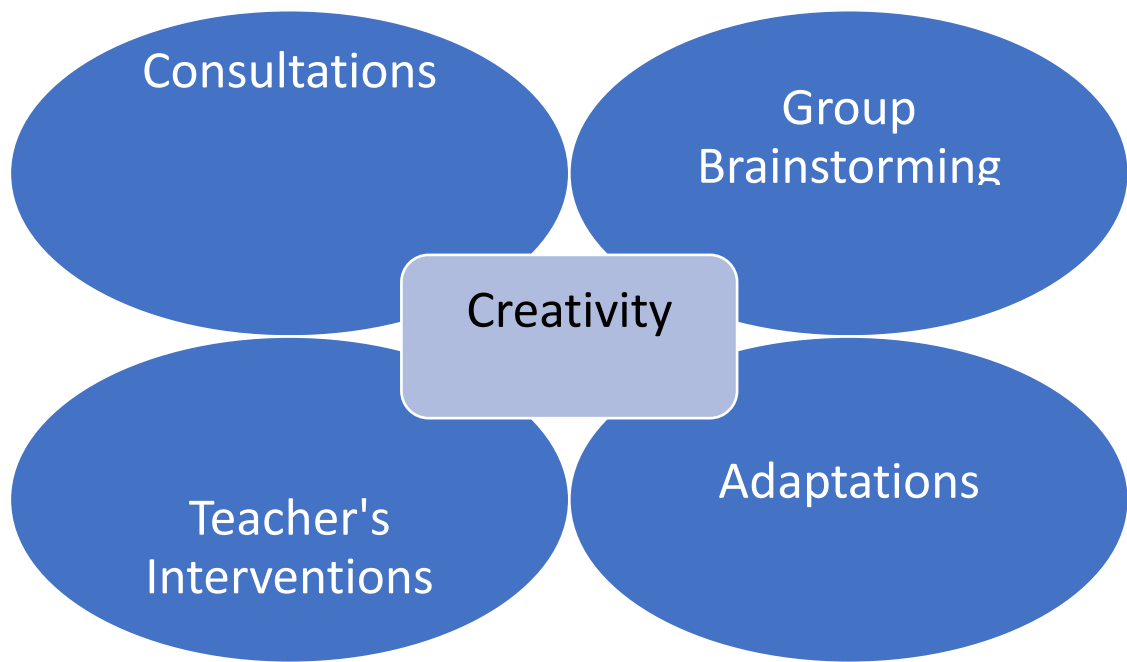 Consultations
Group
Brainstorming
Creativity
Adaptations
Teacher's
Interventions